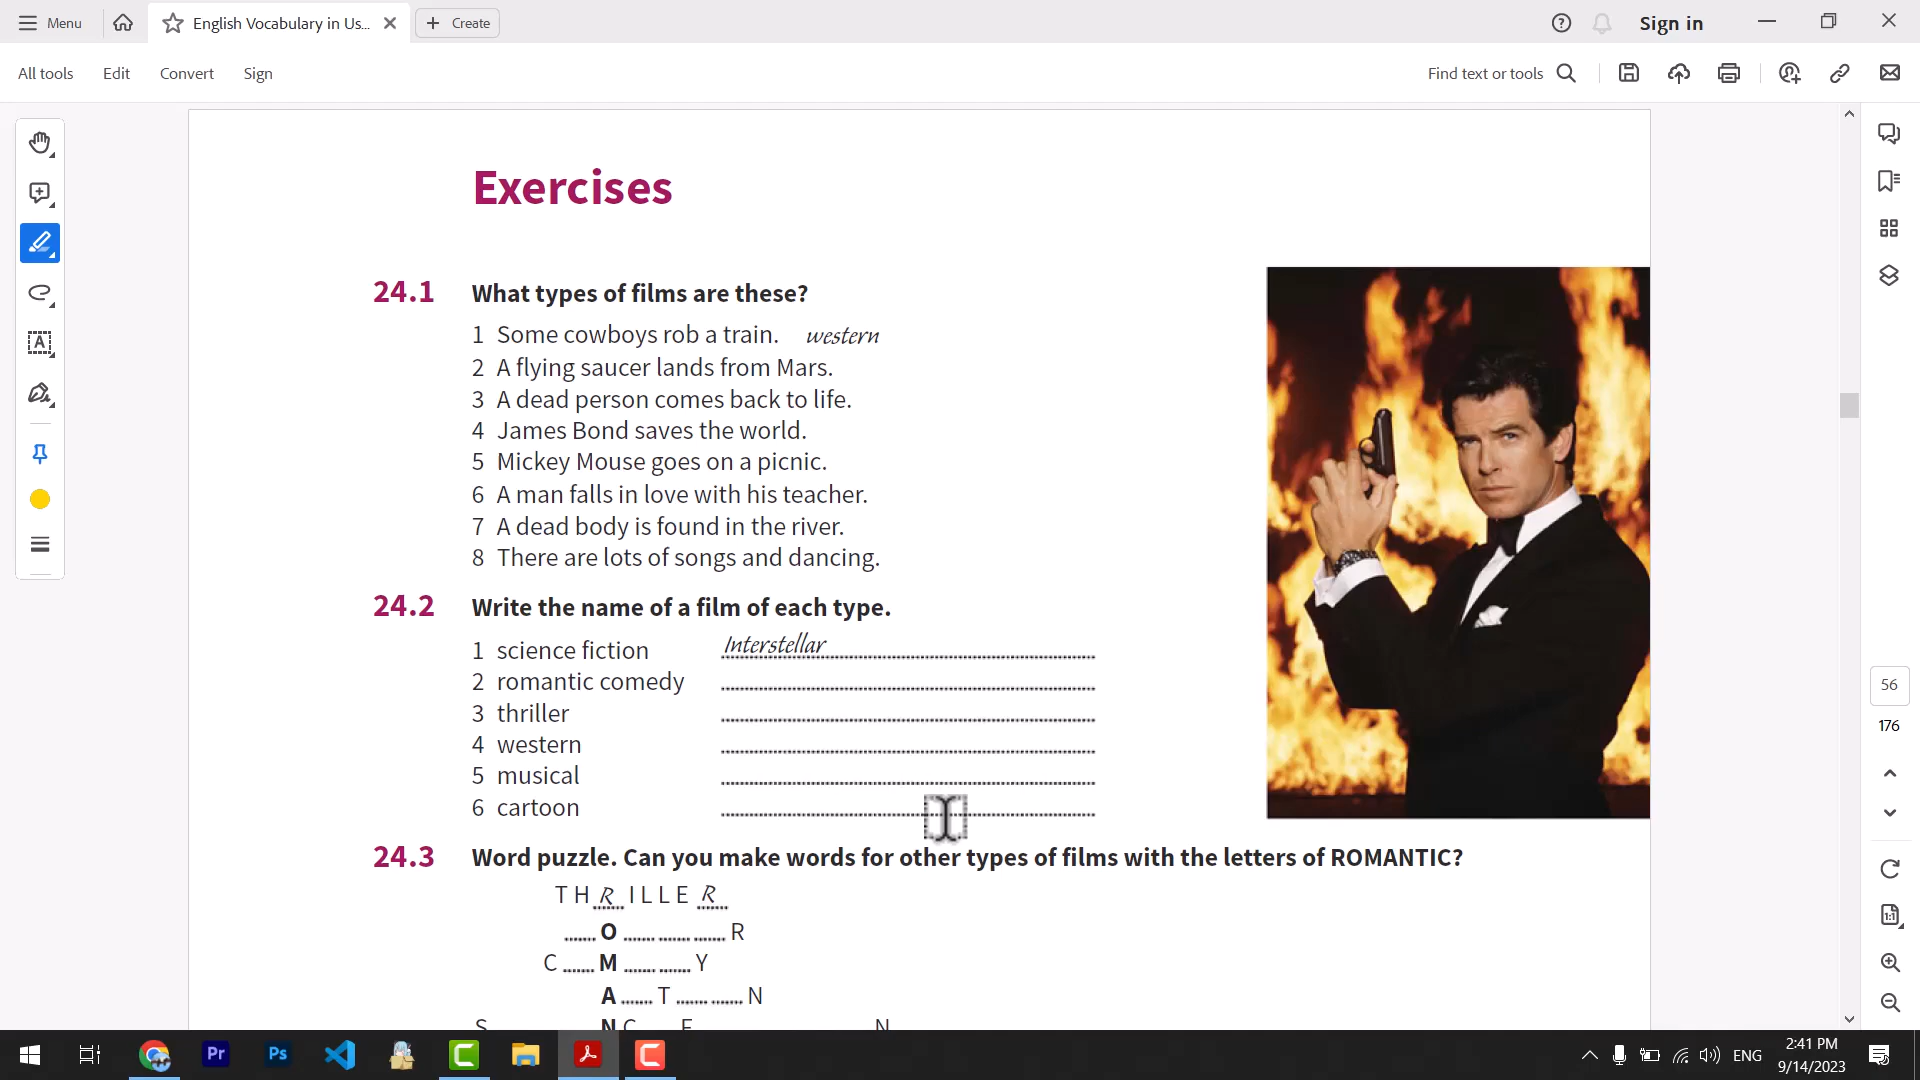 Menu
English Vocabulary in Us...
Create
Sign in
All tools Edit Convert Sign
Find text or tools
Exercises
24.1 What types of films are these?
1 Some cowboys rob a train. western
2 A flying saucer lands from Mars.
3 A dead person comes back to life.
4 James Bond saves the world.
5 Mickey Mouse goes on a picnic.
6 A man falls in love with his teacher.
7 A dead body is found in the river.
8 There are lots of songs and dancing.
24.2 Write the name of a film of each type.
1 science fiction Interstellar
2 romantic comedy
3 thriller
4 western
5 musical
6 cartoon
56
176
24.3 Word puzzle. Can you make words for other types of films with the letters of ROMANTIC?
T H R I L L E R
O R
C M Y
A T N
S N C F N
Pr Ps ENG
2:41 PM
9/14/2023